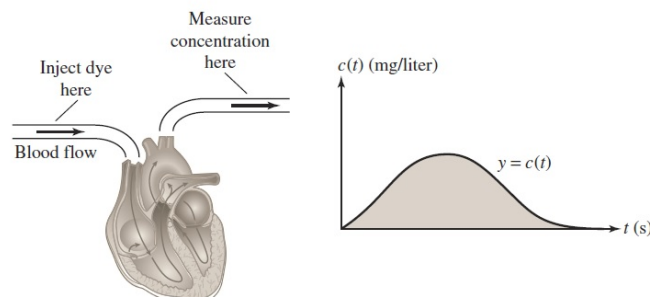 Measure
concentration
here
Inject dye
here
Blood flow
c(t) (mg/liter)
y = c(t)
t (s)